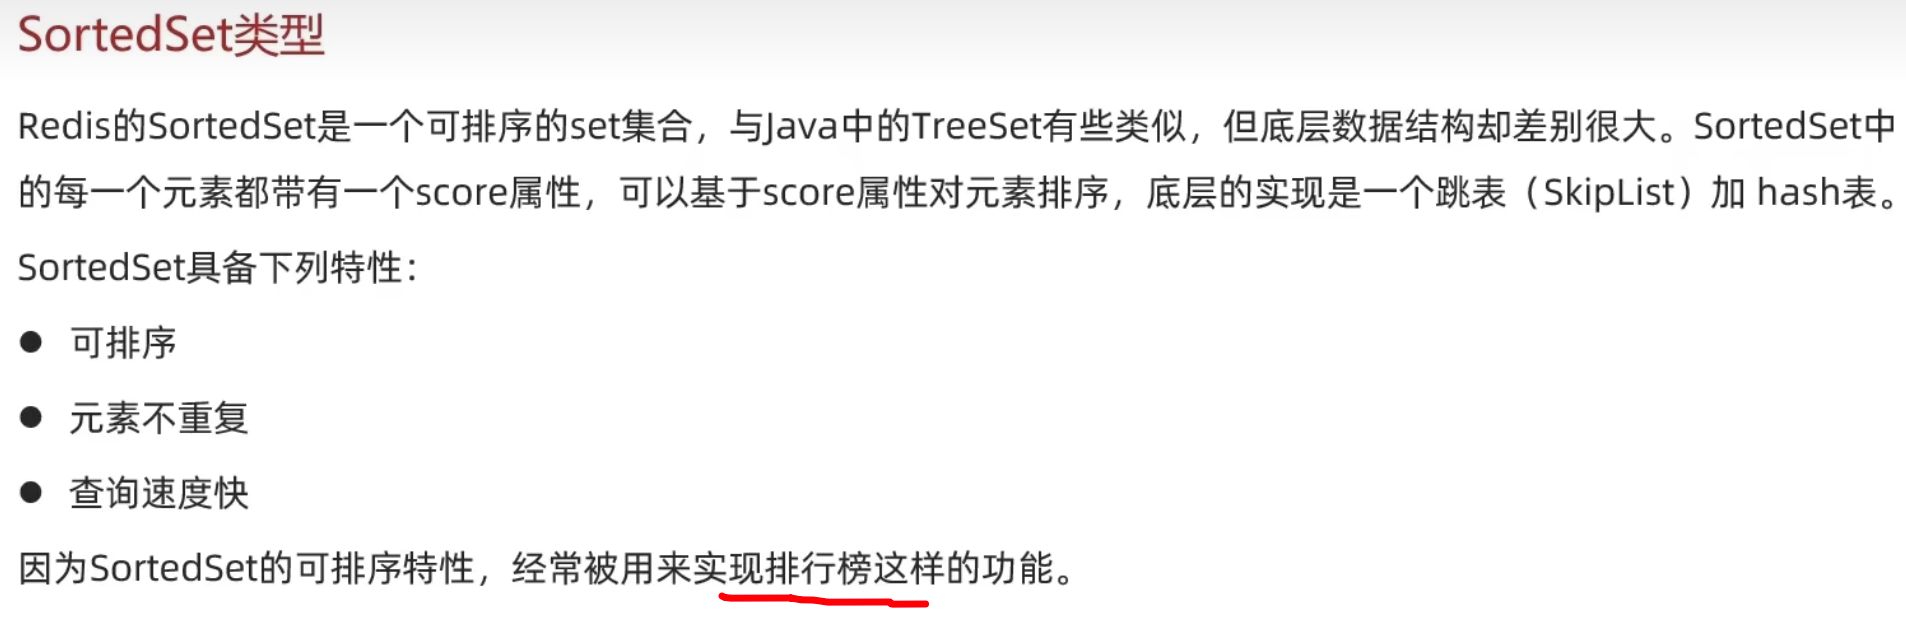 SortedSet类型
Redis的SortedSet是一个可排序的set集合，与Java中的TreeSet有些类似，但底层数据结构却差别很大。SortedSet中
的每一个元素都带有一个score属性，可以基于score属性对元素排序，底层的实现是一个跳表（SkipList）加 hash表。
SortedSet具备下列特性：
● 可排序
● 元素不重复
● 查询速度快
因为SortedSet的可排序特性，经常被用来实现排行榜这样的功能。